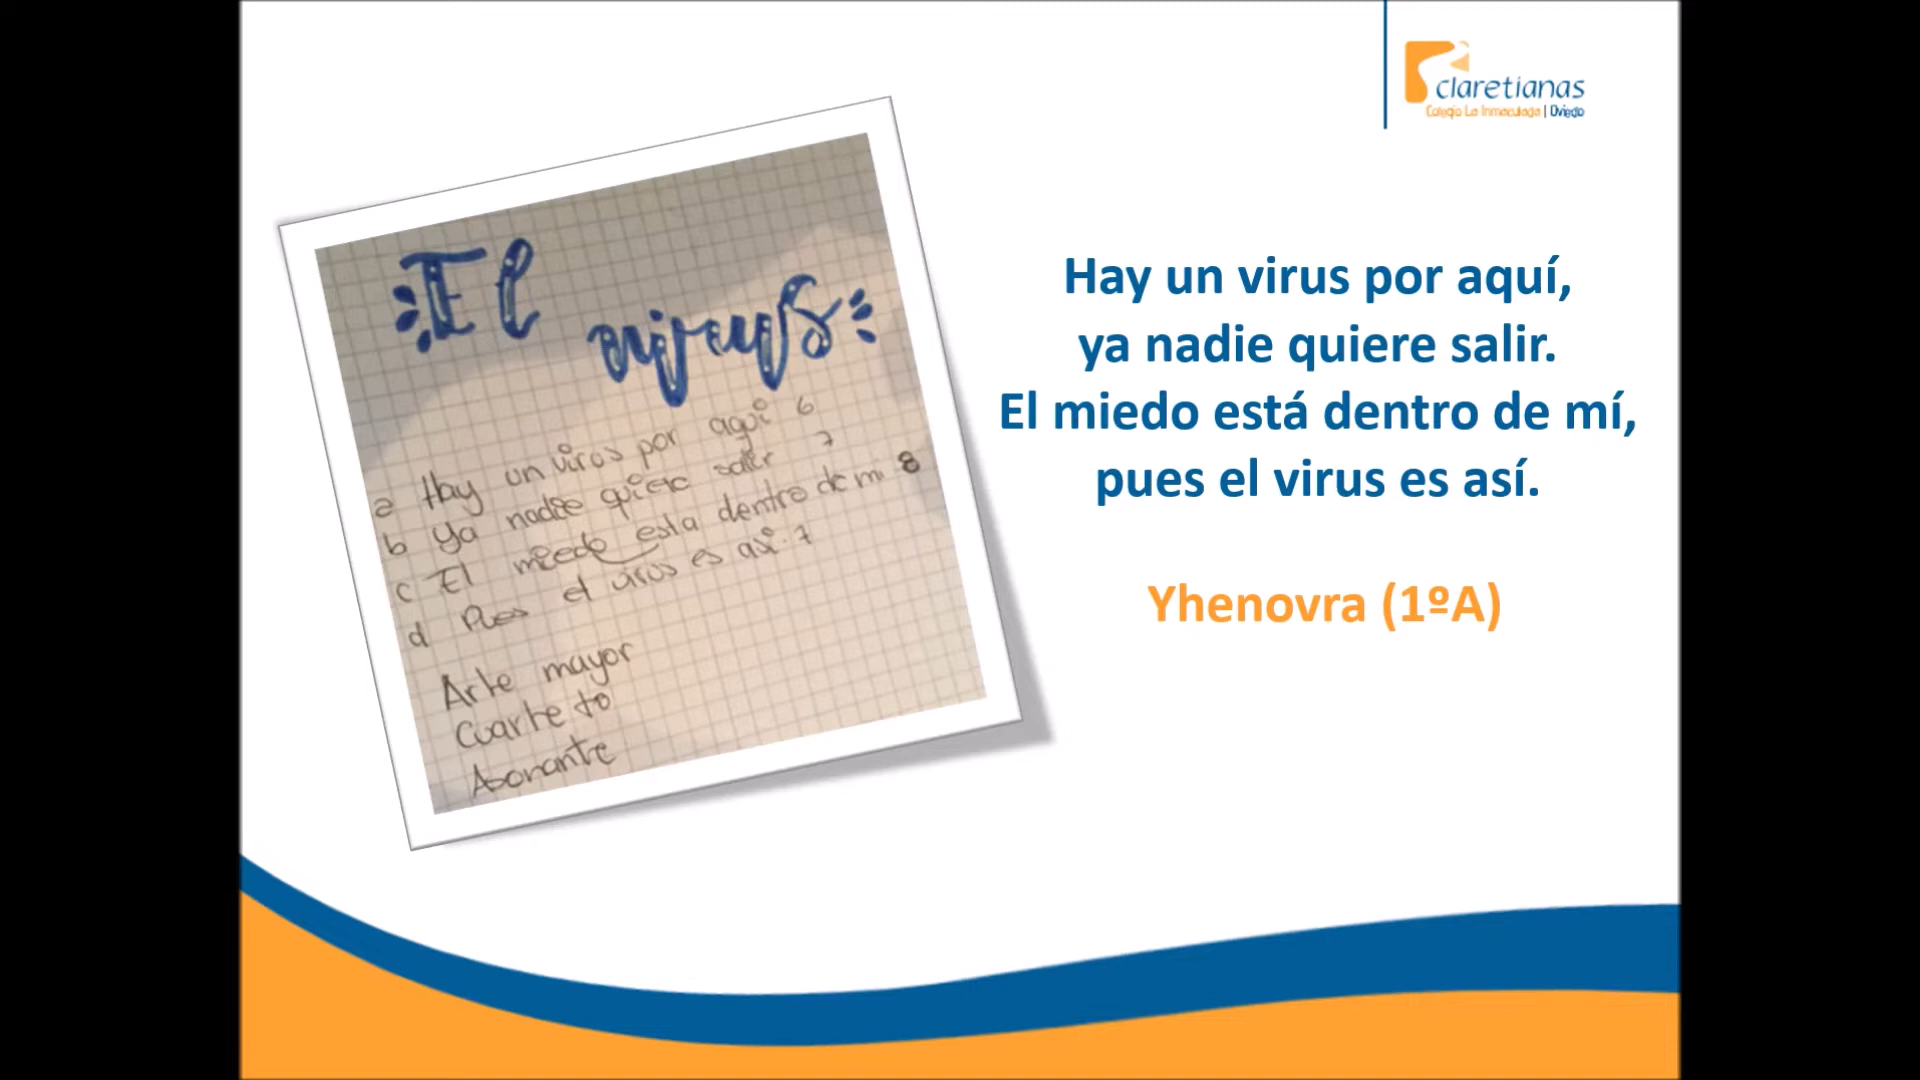 claretianas
Colegio La Inmaculada | Oviedo
El virus
a Hay un virus por aquí 6
b Ya nadie quiere salir 7
c El miedo esta dentro de mi 8
d Pues el virus es así. 7
Arte mayor
Cuarteto
Asonante
Hay un virus por aquí,
ya nadie quiere salir.
El miedo está dentro de mí,
pues el virus es así.
Yhenovra (1ºA)